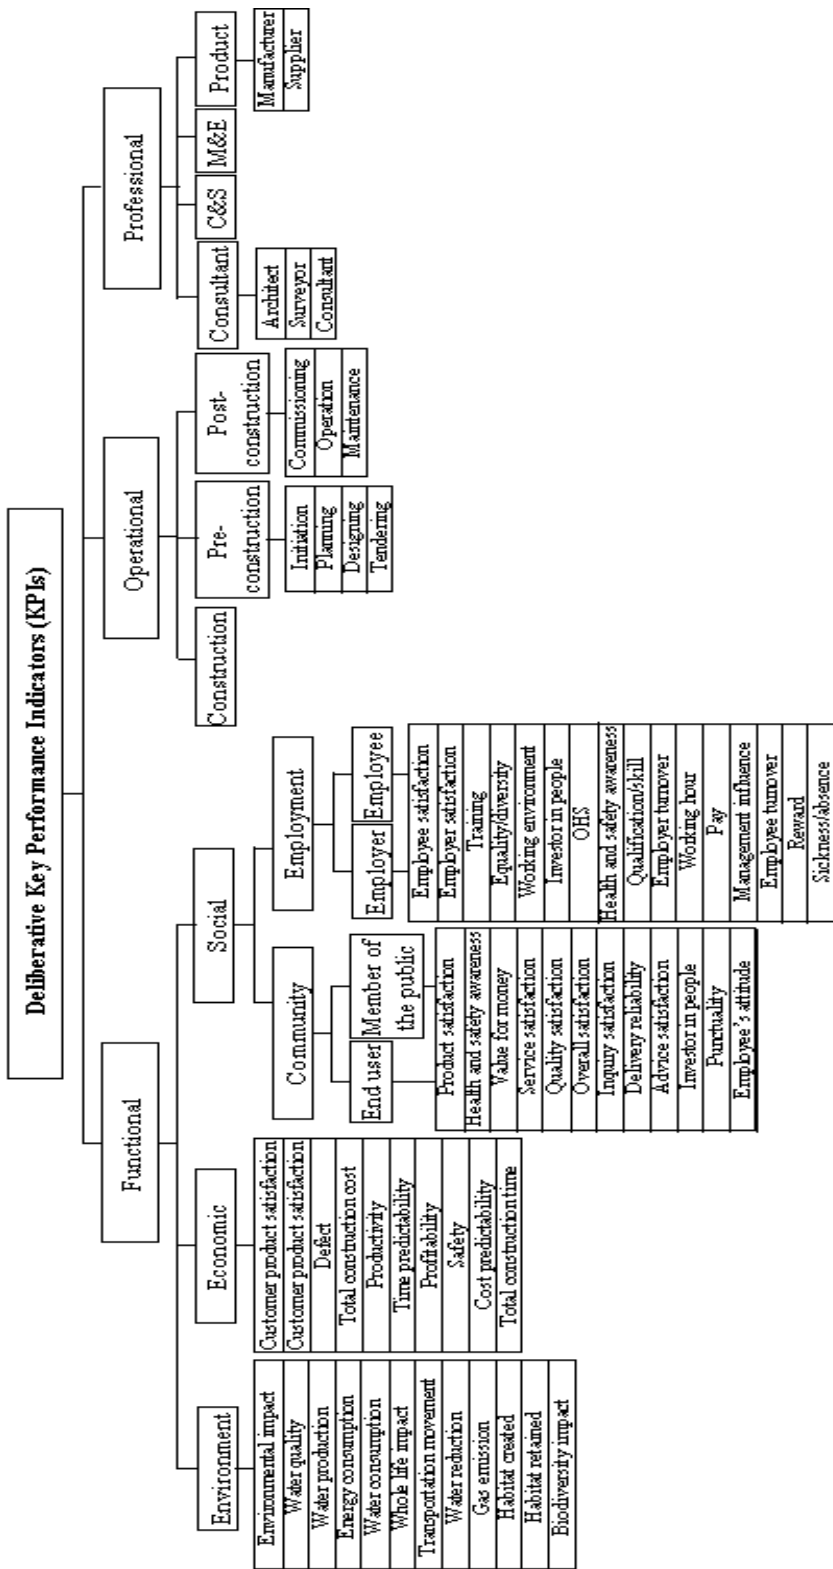 Deliberative Key Performance Indicators (KPIs)
Functional
Operational
Professional
Environment
Economic
Social
Construction
Pre-
construction
Post-
construction
Consultant
C&S
M&E
Product
Community
Employment
End user
Member of
the public
Employer
Employee
Environmental impact
Water quality
Water production
Energy consumption
Water consumption
Whole life impact
Transportation movement
Water reduction
Gas emission
Habitat created
Habitat retained
Biodiversity impact
Customer product satisfaction
Customer product satisfaction
Defect
Total construction cost
Productivity
Time predictability
Profitability
Safety
Cost predictability
Total construction time
Product satisfaction
Health and safety awareness
Value for money
Service satisfaction
Quality satisfaction
Overall satisfaction
Inquiry satisfaction
Delivery reliability
Advice satisfaction
Investor in people
Punctuality
Employee's attitude
Employee satisfaction
Employer satisfaction
Training
Equality/diversity
Working environment
Investor in people
OHS
Health and safety awareness
Qualification/skill
Employer turnover
Working hour
Pay
Management influence
Employee turnover
Reward
Sickness/absence
Initiation
Planning
Designing
Tendering
Commissioning
Operation
Maintenance
Architect
Surveyor
Consultant
Manufacturer
Supplier